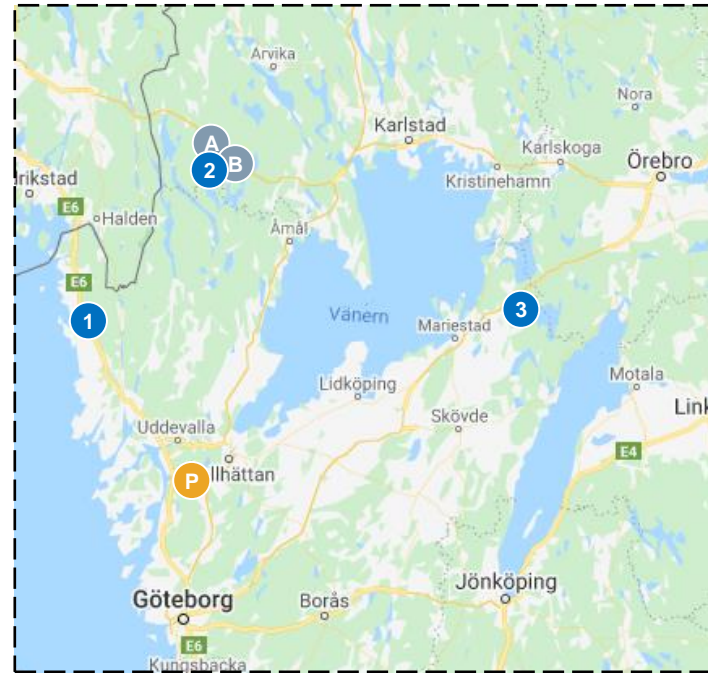 Arvika
Nora
Karlstad
A
Karlskoga
B
2
Örebro
Kristinehamn
rikstad
E6
Halden
Åmål
E6
1
3
Vänern
Mariestad
Motala
Lidköping
Link
Skövde
Uddevalla
E4
llhättan
P
Jönköping
Göteborg
Borås
E6
Kungsbacka